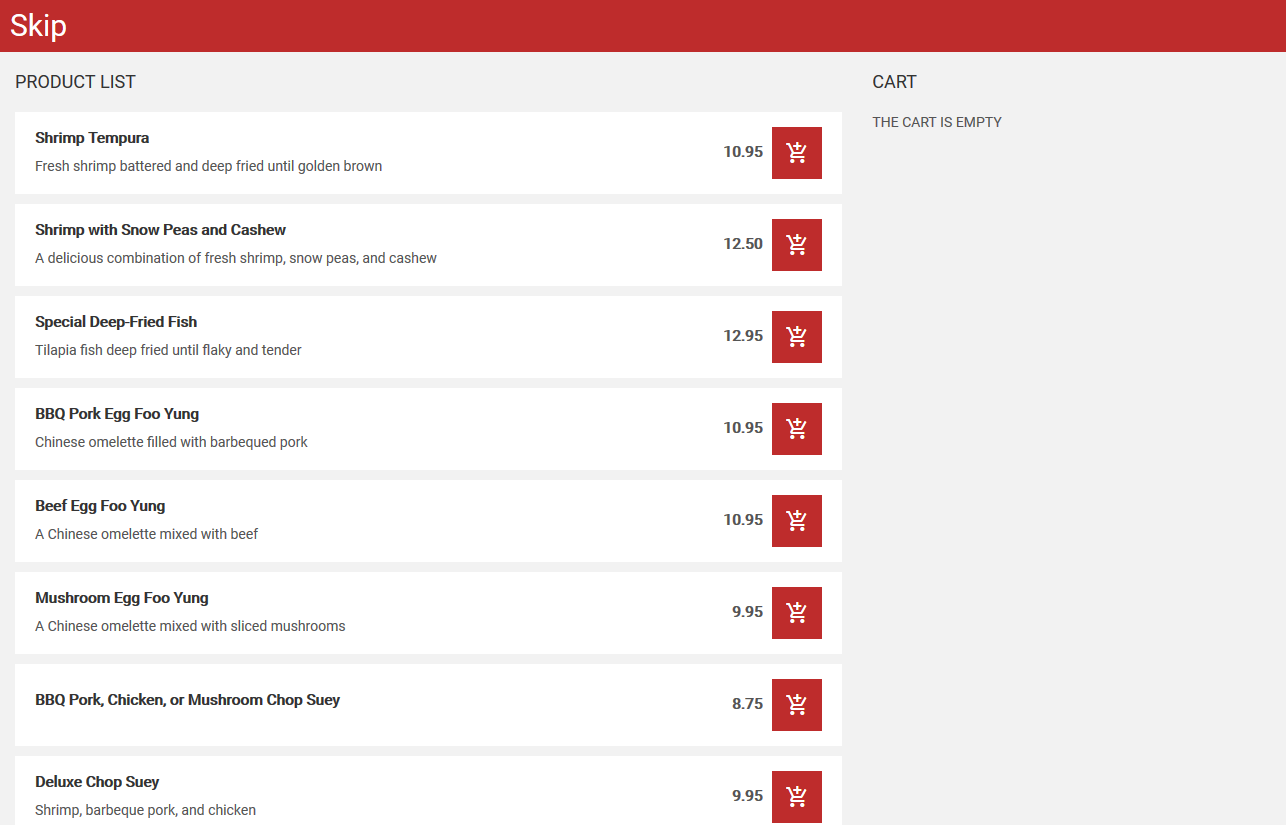 Skip
PRODUCT LIST
Shrimp Tempura
Fresh shrimp battered and deep fried until golden brown
10.95
Shrimp with Snow Peas and Cashew
A delicious combination of fresh shrimp, snow peas, and cashew
12.50
Special Deep-Fried Fish
Tilapia fish deep fried until flaky and tender
12.95
BBQ Pork Egg Foo Yung
Chinese omelette filled with barbequed pork
10.95
Beef Egg Foo Yung
A Chinese omelette mixed with beef
10.95
Mushroom Egg Foo Yung
A Chinese omelette mixed with sliced mushrooms
9.95
BBQ Pork, Chicken, or Mushroom Chop Suey
8.75
Deluxe Chop Suey
Shrimp, barbeque pork, and chicken
9.95
CART
THE CART IS EMPTY